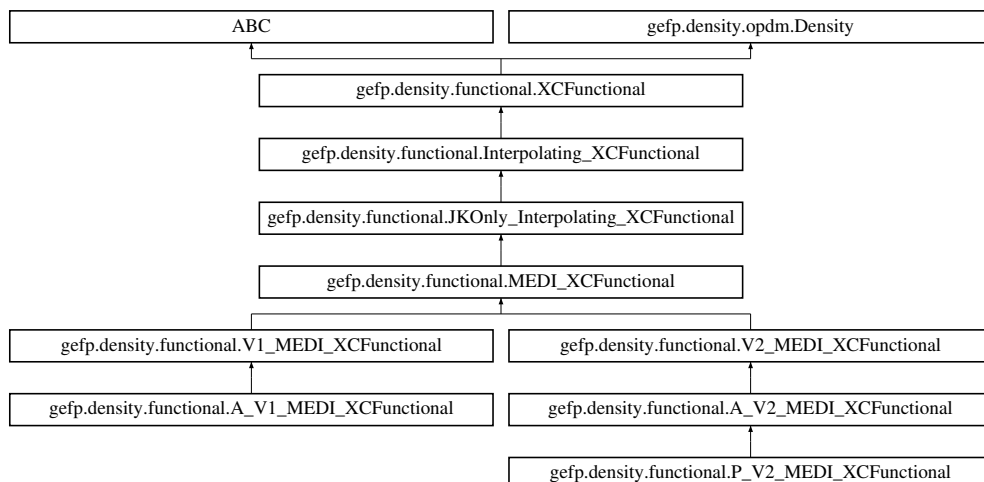 ABC
gefp.density.opdm.Density
gefp.density.functional.XCFunctional
gefp.density.functional.Interpolating_XCFunctional
gefp.density.functional.JKOnly_Interpolating_XCFunctional
gefp.density.functional.MEDI_XCFunctional
gefp.density.functional.V1_MEDI_XCFunctional
gefp.density.functional.V2_MEDI_XCFunctional
gefp.density.functional.A_V1_MEDI_XCFunctional
gefp.density.functional.A_V2_MEDI_XCFunctional
gefp.density.functional.P_V2_MEDI_XCFunctional